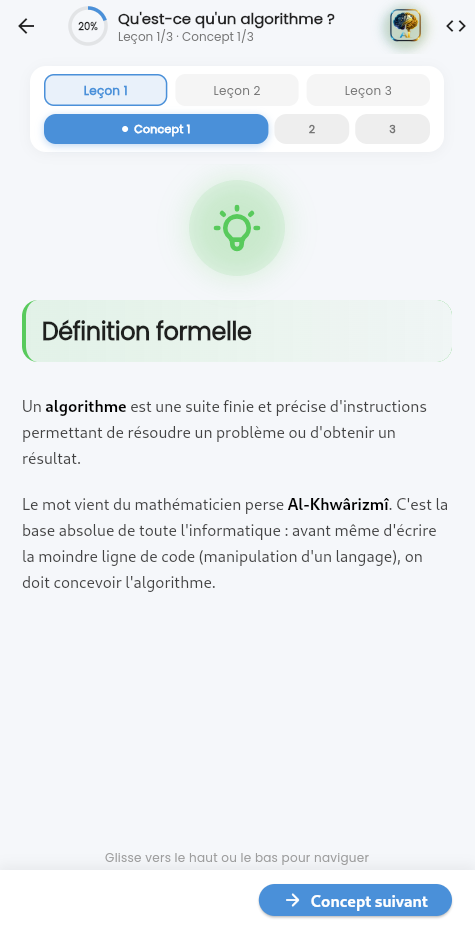 20%
Qu'est-ce qu'un algorithme ?
Leçon 1/3 · Concept 1/3
Leçon 1
Leçon 2
Leçon 3
Concept 1
2
3
Définition formelle
Un algorithme est une suite finie et précise d'instructions
permettant de résoudre un problème ou d'obtenir un
résultat.
Le mot vient du mathématicien perse Al-Khwârizmî. C'est la
base absolue de toute l'informatique : avant même d'écrire
la moindre ligne de code (manipulation d'un langage), on
doit concevoir l'algorithme.
Glisse vers le haut ou le bas pour naviguer
Concept suivant